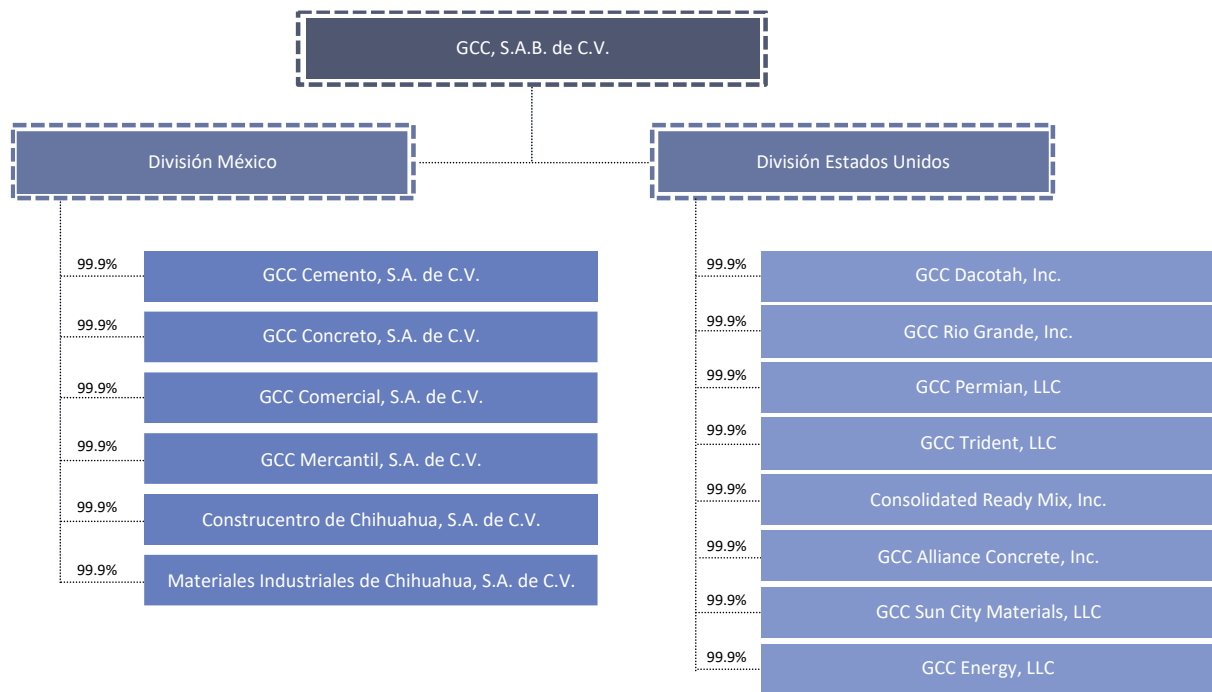 GCC, S.A.B. de C.V.
División México
División Estados Unidos
99.9%
GCC Cemento, S.A. de C.V.
99.9%
GCC Concreto, S.A. de C.V.
99.9%
GCC Comercial, S.A. de C.V.
99.9%
GCC Mercantil, S.A. de C.V.
99.9%
Construcentro de Chihuahua, S.A. de C.V.
99.9%
Materiales Industriales de Chihuahua, S.A. de C.V.
99.9%
GCC Dacotah, Inc.
99.9%
GCC Rio Grande, Inc.
99.9%
GCC Permian, LLC
99.9%
GCC Trident, LLC
99.9%
Consolidated Ready Mix, Inc.
99.9%
GCC Alliance Concrete, Inc.
99.9%
GCC Sun City Materials, LLC
99.9%
GCC Energy, LLC